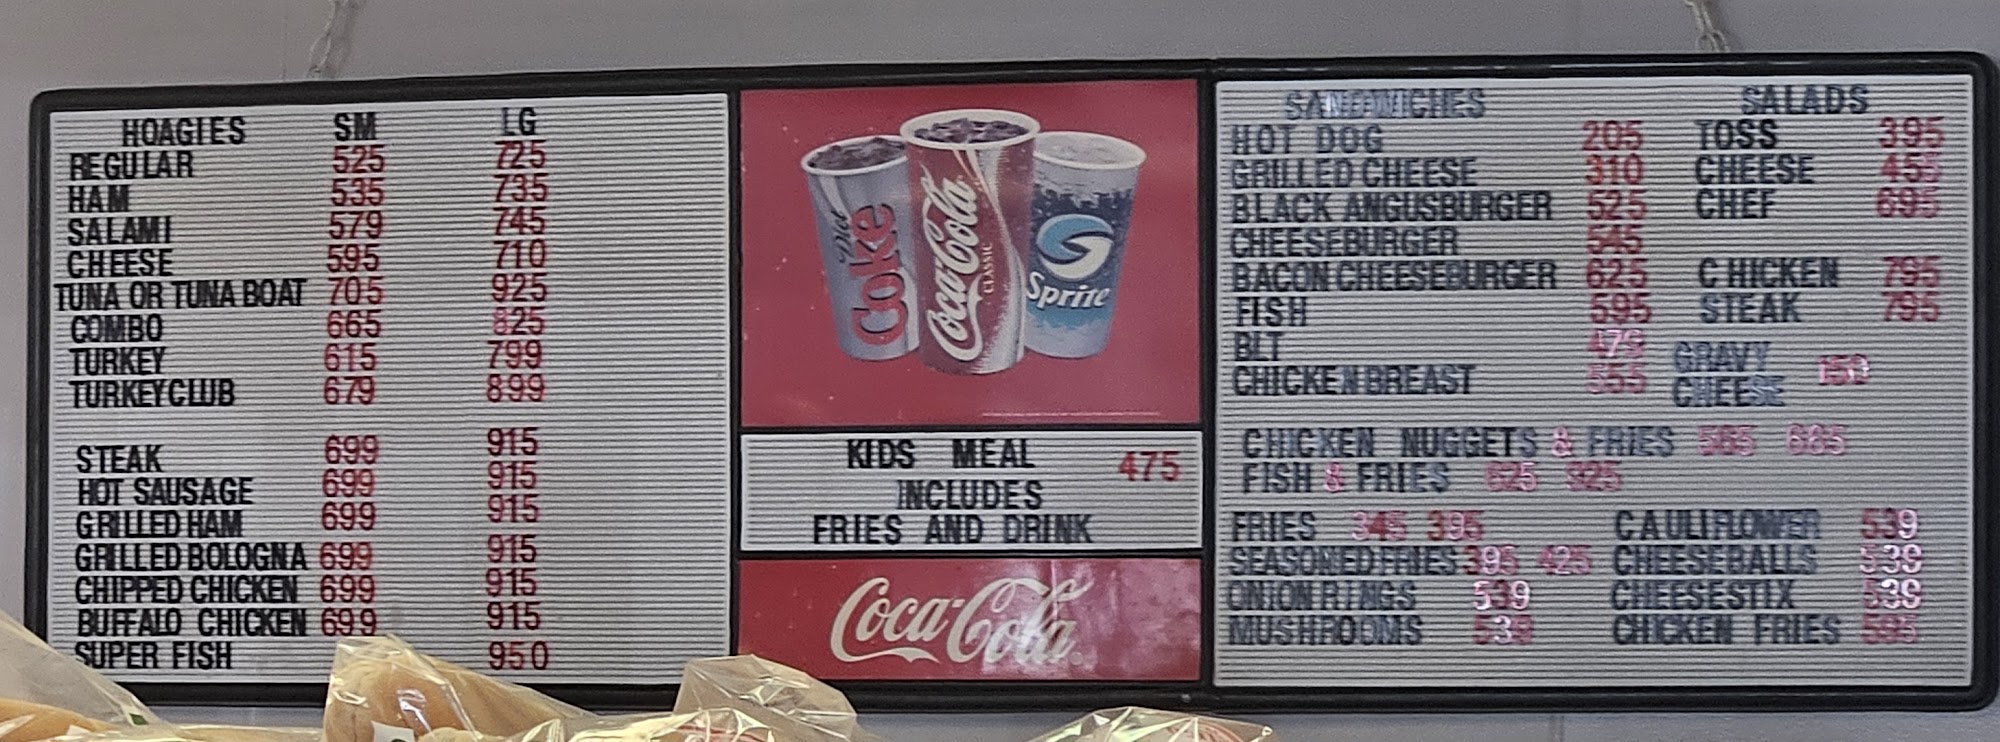 HOAGIES SM LG
REGULAR 525 725
HAM 535 735
SALAMI 579 745
CHEESE 595 710
TUNA OR TUNA BOAT 705 925
COMBO 665 825
TURKEY 615 799
TURKEY CLUB 679 899
STEAK 699 915
HOT SAUSAGE 699 915
GRILLED HAM 699 915
GRILLED BOLOGNA 699 915
CHIPPED CHICKEN 699 915
BUFFALO CHICKEN 699 915
SUPER FISH 950
Diet Coke
Coca-Cola
CLASSIC
Sprite
KIDS MEAL 475
INCLUDES
FRIES AND DRINK
Coca-Cola
SANDWICHES
HOT DOG 205
GRILLED CHEESE 310
BLACK ANGUSBURGER 525
CHEESEBURGER 545
BACON CHEESEBURGER 625
FISH 595
BLT 479
CHICKEN BREAST 555
SALADS
TOSS 395
CHEESE 455
CHEF 695
CHICKEN 795
STEAK 795
GRAVY
CHEESE 150
CHICKEN NUGGETS & FRIES 565 665
FISH & FRIES 625
FRIES 345 395
SEASONED FRIES 395 425
ONION RINGS 539
MUSHROOMS 539
CAULIFLOWER 539
CHEESEBALLS 539
CHEESESTIX 539
CHICKEN FRIES 595